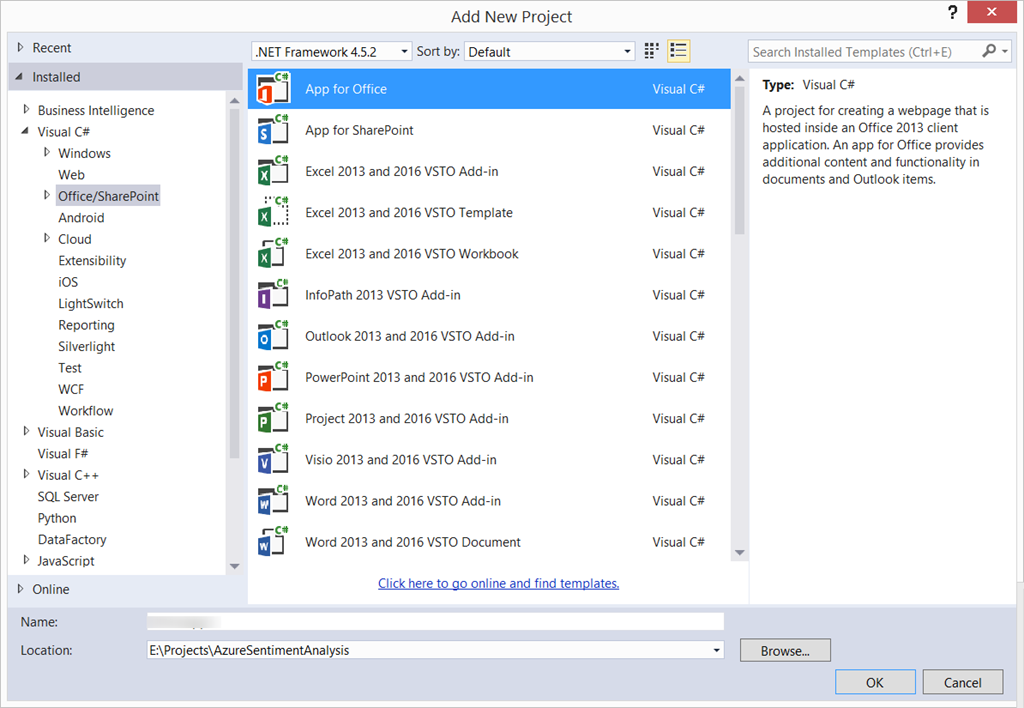 Add New Project
?
Recent
.NET Framework 4.5.2 Sort by: Default Search Installed Templates (Ctrl+E)
Installed
Business Intelligence
Visual C#
Windows
Web
Office/SharePoint
Android
Cloud
Extensibility
iOS
LightSwitch
Reporting
Silverlight
Test
WCF
Workflow
Visual Basic
Visual F#
Visual C++
SQL Server
Python
DataFactory
JavaScript
Online
C# App for Office Visual C#
C# S App for SharePoint Visual C#
C# X Excel 2013 and 2016 VSTO Add-in Visual C#
C# X Excel 2013 and 2016 VSTO Template Visual C#
C# X Excel 2013 and 2016 VSTO Workbook Visual C#
C# I InfoPath 2013 VSTO Add-in Visual C#
C# O Outlook 2013 and 2016 VSTO Add-in Visual C#
C# P PowerPoint 2013 and 2016 VSTO Add-in Visual C#
C# P Project 2013 and 2016 VSTO Add-in Visual C#
C# V Visio 2013 and 2016 VSTO Add-in Visual C#
C# W Word 2013 and 2016 VSTO Add-in Visual C#
C# W Word 2013 and 2016 VSTO Document Visual C#
Click here to go online and find templates.
Type: Visual C#
A project for creating a webpage that is
hosted inside an Office 2013 client
application. An app for Office provides
additional content and functionality in
documents and Outlook items.
Name:
Location: E:\Projects\AzureSentimentAnalysis Browse...
OK Cancel